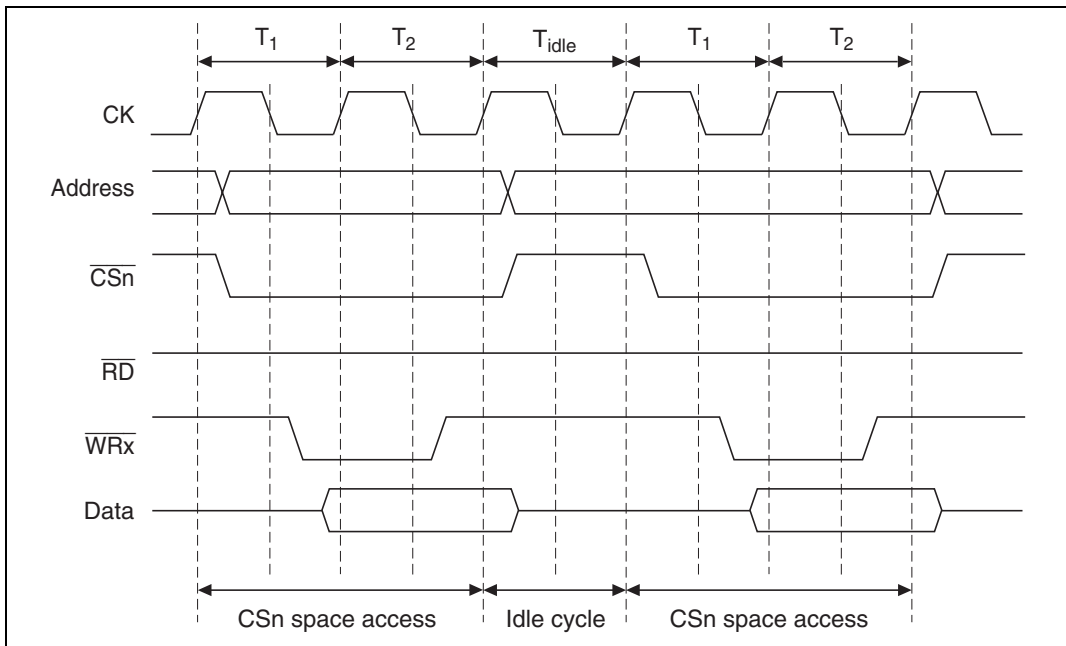 T1 T2 Tidle T1 T2
CK
Address
CSn
RD
WRx
Data
CSn space access Idle cycle CSn space access